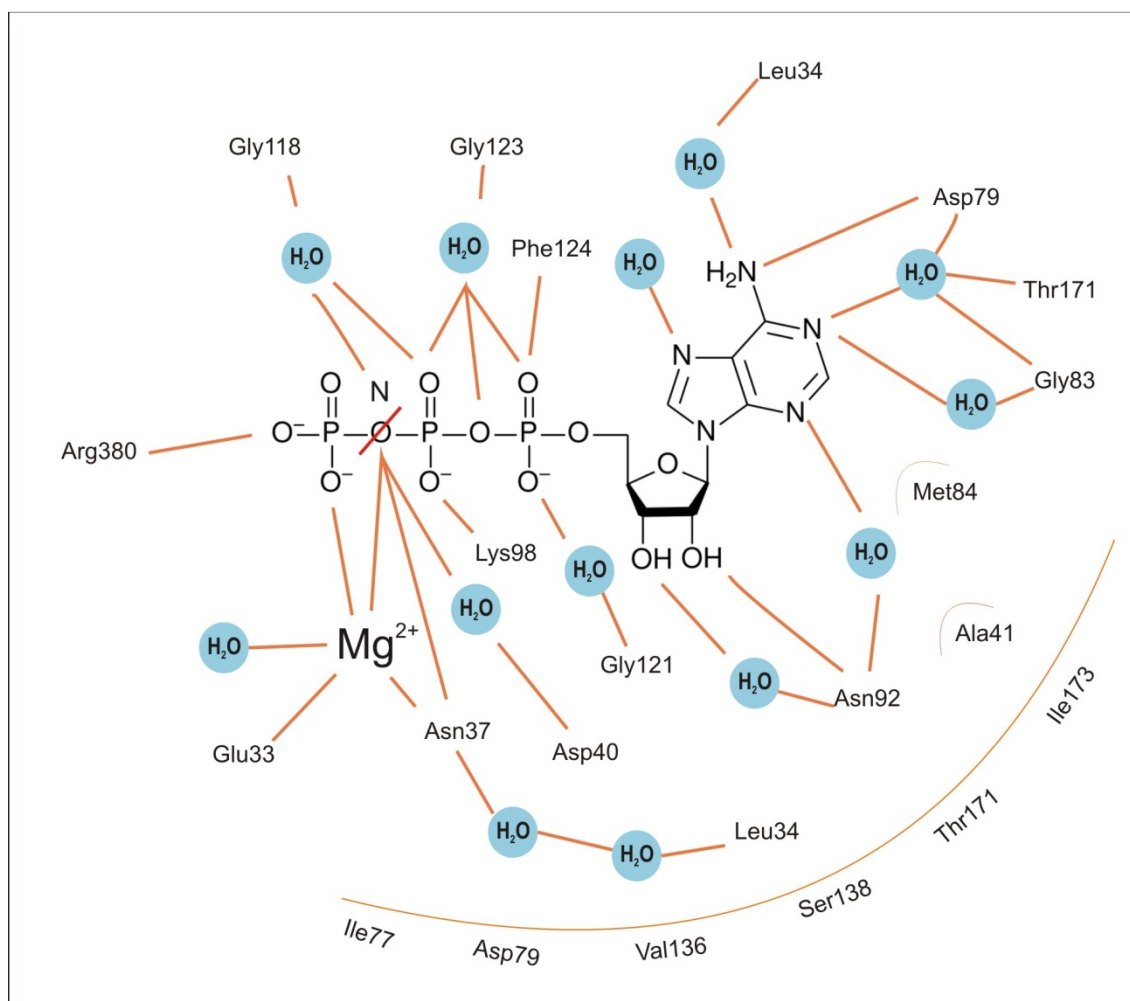 Leu34
H₂O
Gly118
Gly123
Asp79
H₂O
H₂O
Phe124
H₂O
H₂N
H₂O
Thr171
N
N
O
N
O
O
Gly83
H₂O
N
N
O⁻
P
O
P
O
P
O
Arg380
O
O⁻
O⁻
O⁻
Met84
Lys98
OH
OH
H₂O
H₂O
H₂O
Mg²⁺
H₂O
Ala41
Gly121
H₂O
Asn92
Ile173
Glu33
Asn37
Asp40
H₂O
H₂O
Leu34
Thr171
Ser138
Ile77
Asp79
Val136